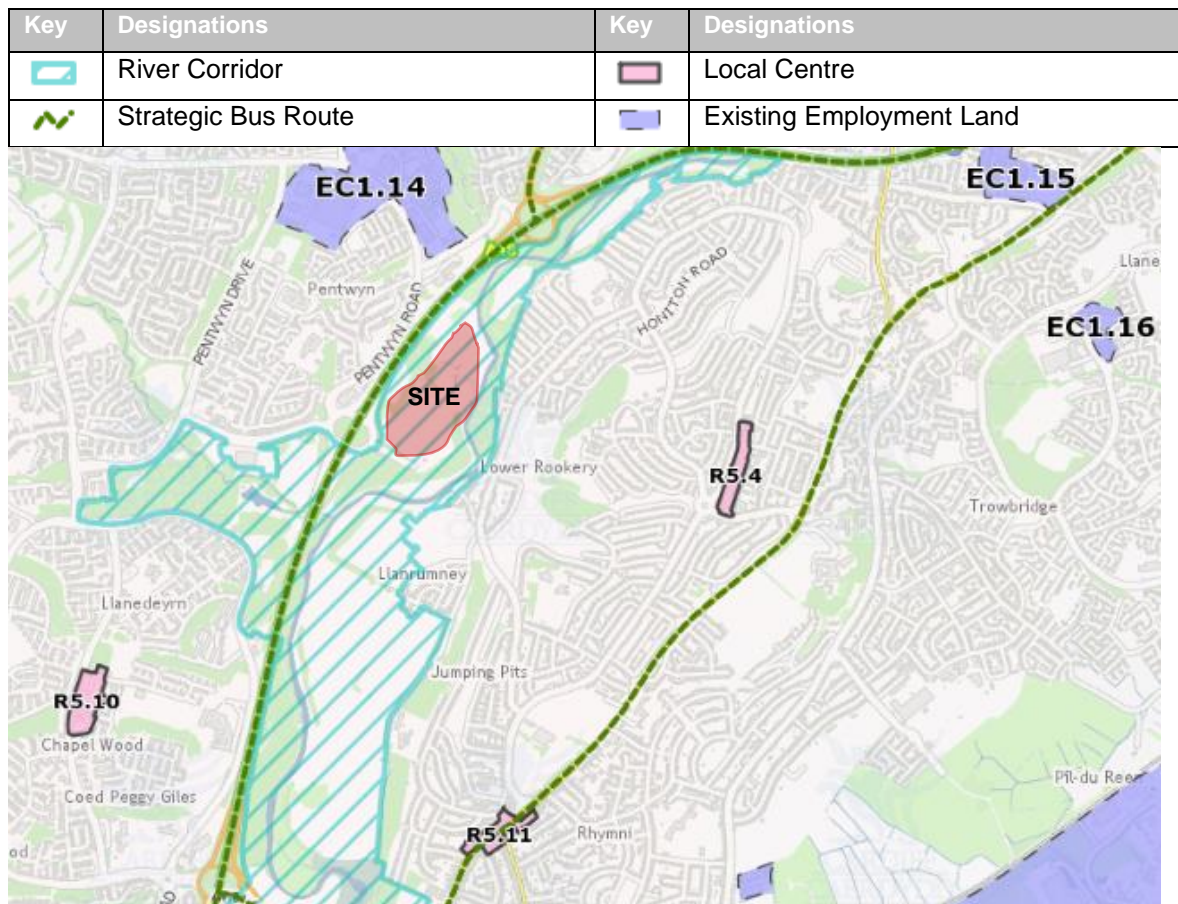 Key Designations Key Designations
River Corridor Local Centre
Strategic Bus Route Existing Employment Land
EC1.14
EC1.15
PENTWYN DRIVE
Pentwyn
PENTWYN ROAD
HONITON ROAD
Llane
EC1.16
SITE
Lower Rookery
R5.4
Trowbridge
Llanrumney
Llanedeyrn
Jumping Pits
R5.10
Chapel Wood
Coed Peggy Giles
Pil-du Reen
R5.11
Rhymni
od